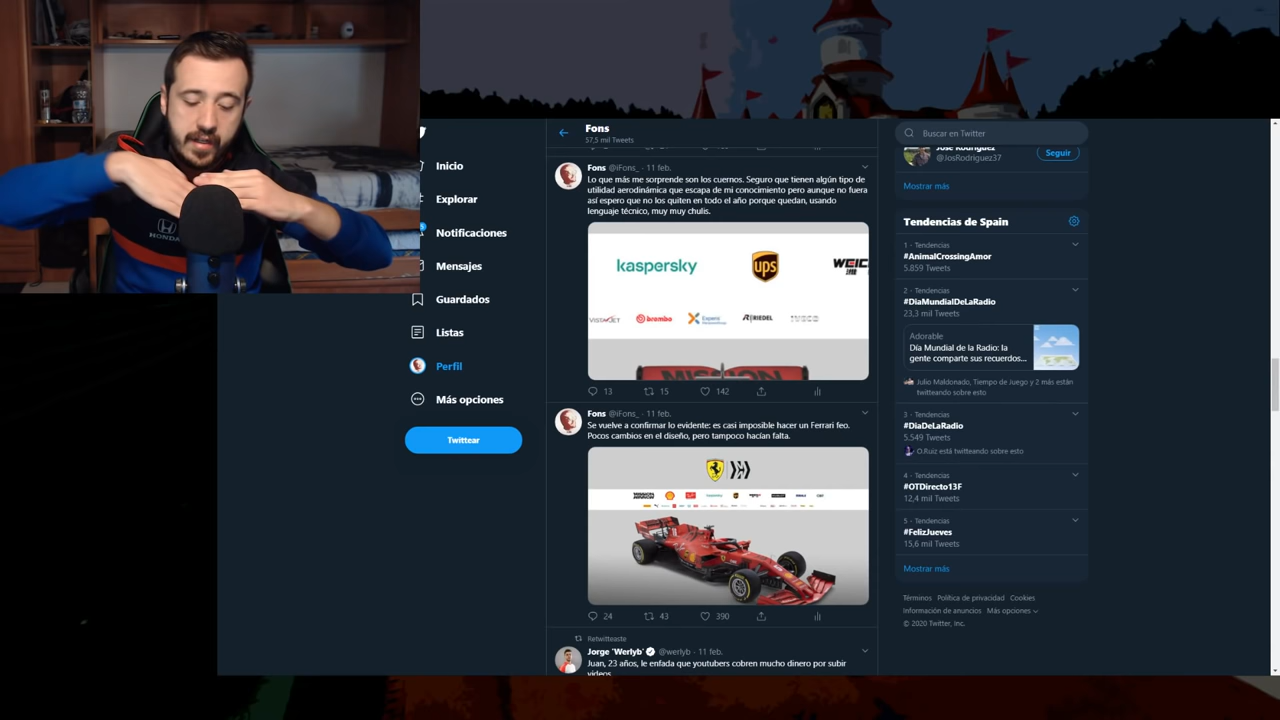 HONDA
Inicio
Explorar
Notificaciones
Mensajes
Guardados
Listas
Perfil
Más opciones
Twittear
Fons
57,5 mil Tweets
Fons @iFons_ · 11 feb.
Lo que más me sorprende son los cuernos. Seguro que tienen algún tipo de
utilidad aerodinámica que escapa de mi conocimiento pero aunque no fuera
así espero que no los quiten en todo el año porque quedan, usando
lenguaje técnico, muy muy chulis.
kaspersky
ups
WEIC
VISTAJET
brembo
Experis
RIEDEL
IVECO
MISSION
13
15
142
Fons @iFons_ · 11 feb.
Se vuelve a confirmar lo evidente: es casi imposible hacer un Ferrari feo.
Pocos cambios en el diseño, pero tampoco hacían falta.
24
43
390
Retwitteaste
Jorge 'Werlyb' @werlyb · 11 feb.
Juan, 23 años, le enfada que youtubers cobren mucho dinero por subir
videos
Buscar en Twitter
José Rodríguez
@JosRodriguez37
Seguir
Mostrar más
Tendencias de Spain
1 · Tendencias
#AnimalCrossingAmor
5.859 Tweets
2 · Tendencias
#DiaMundialDeLaRadio
23,3 mil Tweets
Adorable
Día Mundial de la Radio: la
gente comparte sus recuerdos...
Julio Maldonado, Tiempo de Juego y 2 más están
twitteando sobre esto
3 · Tendencias
#DiaDeLaRadio
5.549 Tweets
O.Ruiz está twitteando sobre esto
4 · Tendencias
#OTDirecto13F
12,4 mil Tweets
5 · Tendencias
#FelizJueves
15,6 mil Tweets
Mostrar más
Términos Política de privacidad Cookies
Información de anuncios Más opciones
© 2020 Twitter, Inc.